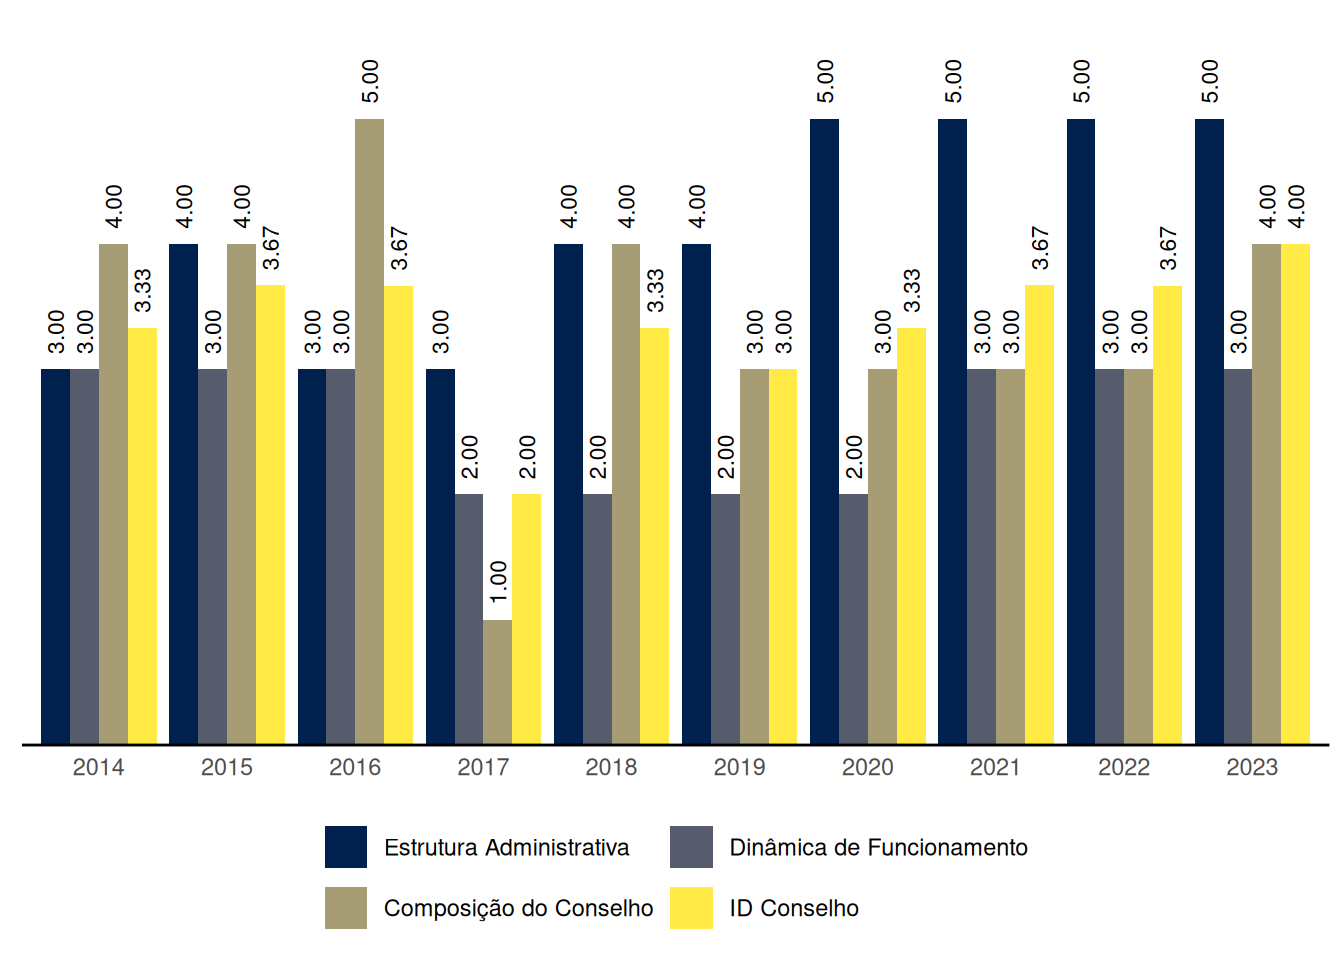 5.00 5.00 5.00 5.00 5.00
4.00 4.00 4.00 4.00 4.00 4.00 4.00 4.00
3.67 3.67 3.67 3.67
3.33 3.33 3.33
3.00 3.00 3.00 3.00 3.00 3.00 3.00 3.00 3.00 3.00 3.00 3.00 3.00 3.00
2.00 2.00 2.00 2.00 2.00
1.00
2014 2015 2016 2017 2018 2019 2020 2021 2022 2023
Estrutura Administrativa Dinâmica de Funcionamento
Composição do Conselho ID Conselho